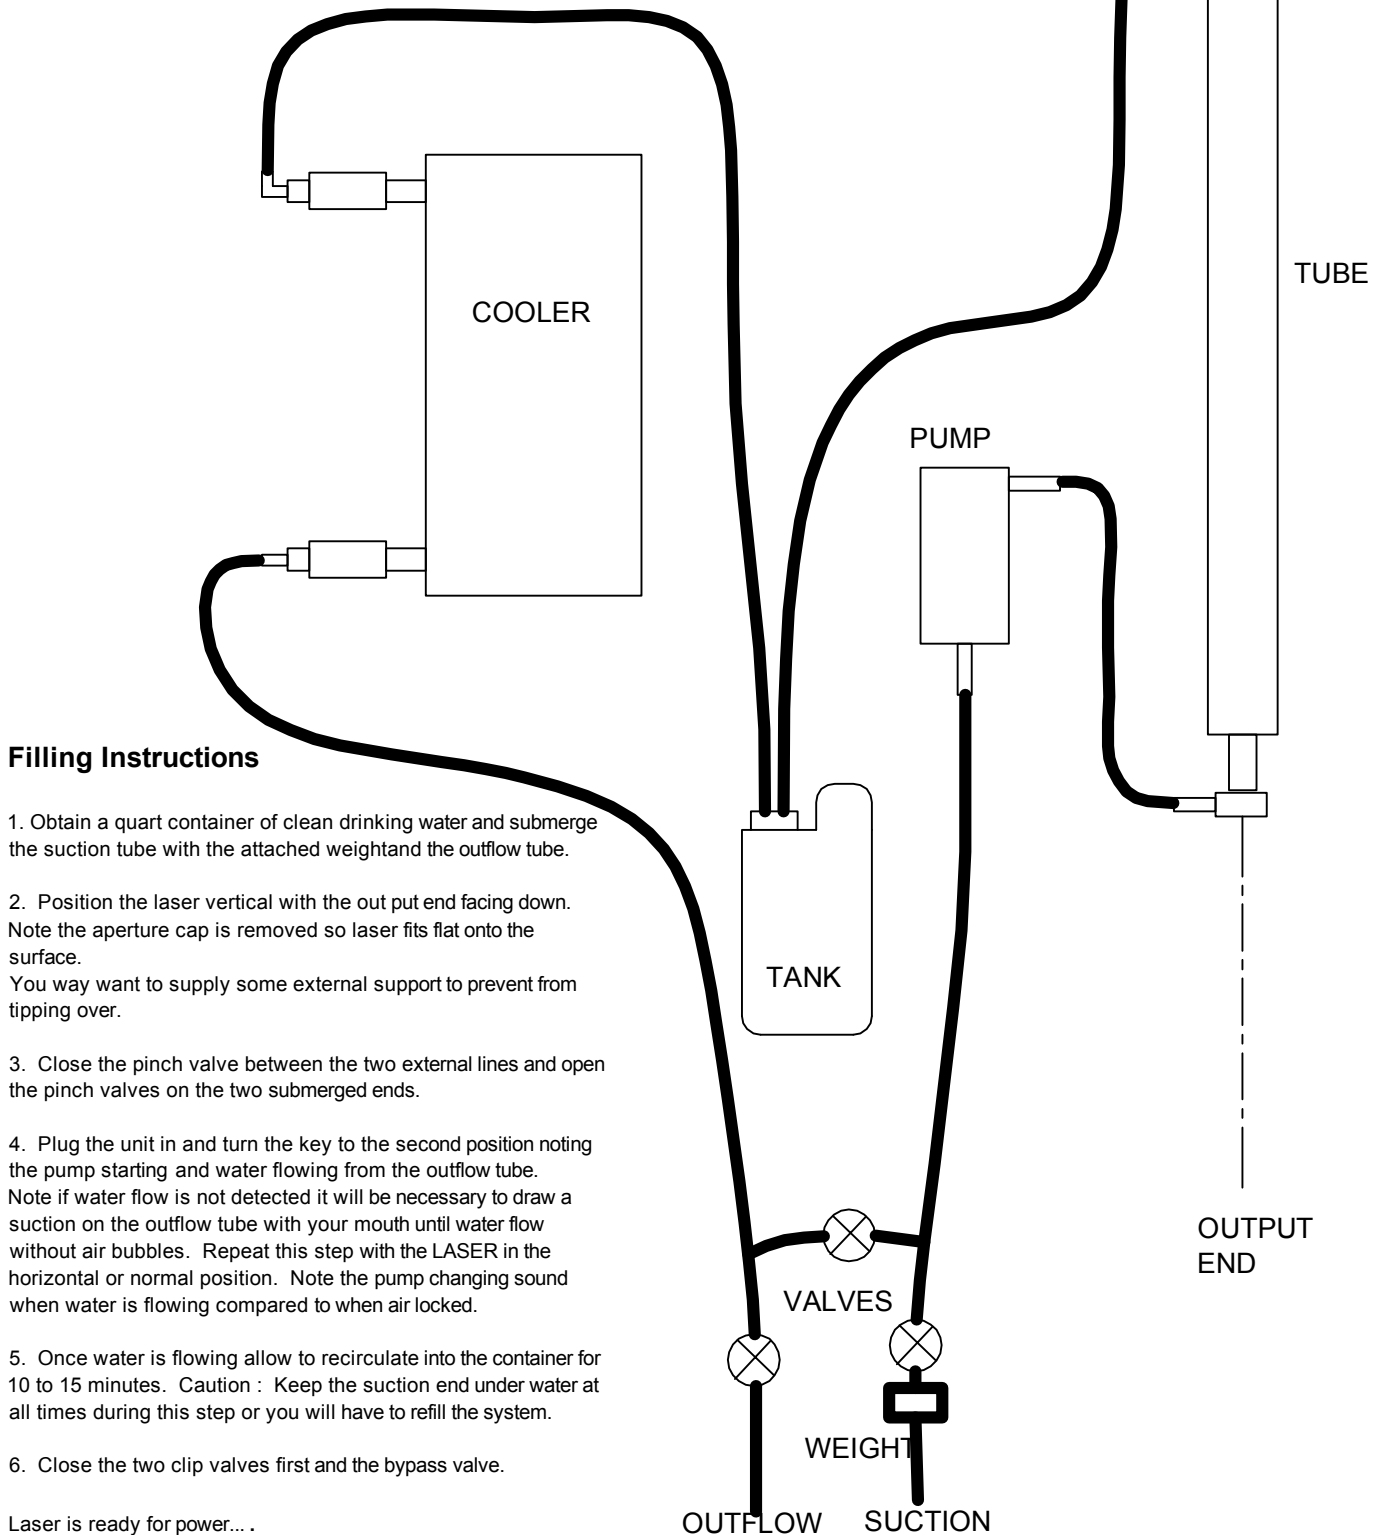 TUBE
COOLER
PUMP
Filling Instructions
1. Obtain a quart container of clean drinking water and submerge
the suction tube with the attached weightand the outflow tube.
2. Position the laser vertical with the out put end facing down.
Note the aperture cap is removed so laser fits flat onto the
surface.
You way want to supply some external support to prevent from
tipping over.
3. Close the pinch valve between the two external lines and open
the pinch valves on the two submerged ends.
4. Plug the unit in and turn the key to the second position noting
the pump starting and water flowing from the outflow tube.
Note if water flow is not detected it will be necessary to draw a
suction on the outflow tube with your mouth until water flow
without air bubbles. Repeat this step with the LASER in the
horizontal or normal position. Note the pump changing sound
when water is flowing compared to when air locked.
5. Once water is flowing allow to recirculate into the container for
10 to 15 minutes. Caution : Keep the suction end under water at
all times during this step or you will have to refill the system.
6. Close the two clip valves first and the bypass valve.
Laser is ready for power... .
TANK
OUTPUT
END
VALVES
WEIGHT
OUTFLOW
SUCTION